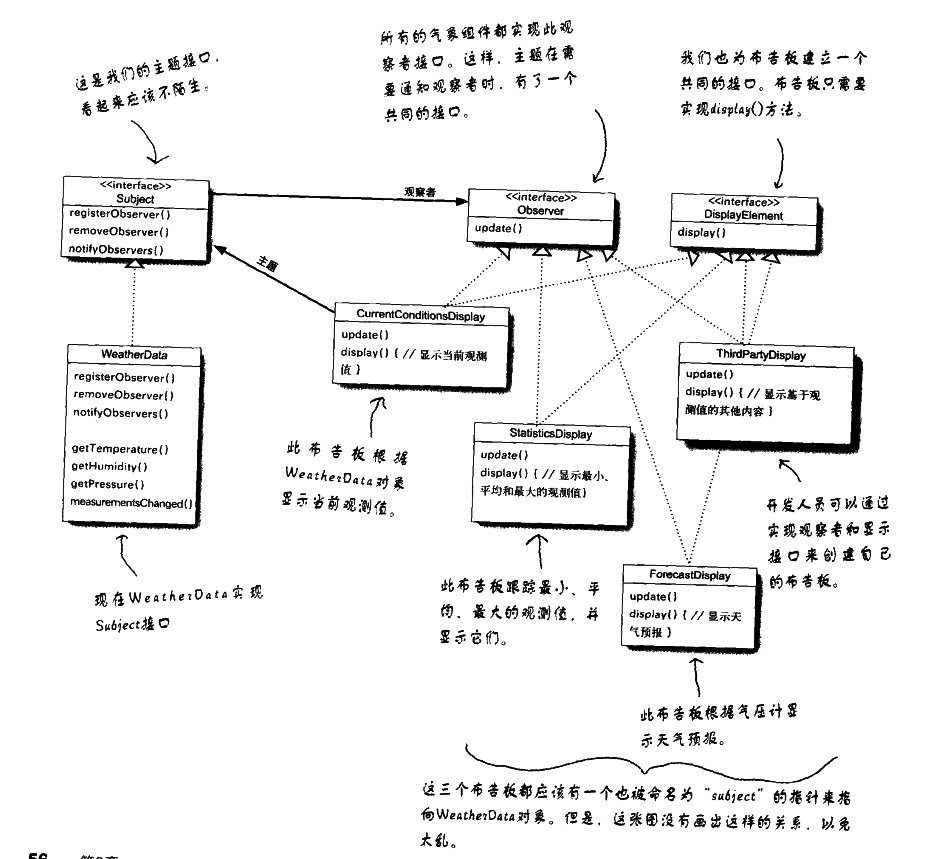 这是我们的主题接口，
看起来应该不陌生。
所有的气象组件都实现此观
察者接口。这样，主题在需
要通知观察者时，有了一个
共同的接口。
我们也为布告板建立一个
共同的接口。布告板只需要
实现display()方法。
<<interface>>
Subject
registerObserver()
removeObserver()
notifyObservers()
观察者
<<interface>>
Observer
update()
<<interface>>
DisplayElement
display()
主题
WeatherData
registerObserver()
removeObserver()
notifyObservers()
getTemperature()
getHumidity()
getPressure()
measurementsChanged()
现在WeatherData实现
Subject接口
CurrentConditionsDisplay
update()
display() { // 显示当前观测
值 }
此布告板根据
WeatherData对象
显示当前观测值。
StatisticsDisplay
update()
display() { // 显示最小、
平均和最大的观测值}
此布告板跟踪最小、平
均、最大的观测值，并
显示它们。
ThirdPartyDisplay
update()
display() { // 显示基于观
测值的其他内容 }
开发人员可以通过
实现观察者和显示
接口来创建自己
的布告板。
ForecastDisplay
update()
display() { // 显示天
气预报 }
此布告板根据气压计显
示天气预报。
这三个布告板都应该有一个也被命名为“subject”的指针来指
向WeatherData对象。但是，这张图没有画出这样的关系，以免
太乱。